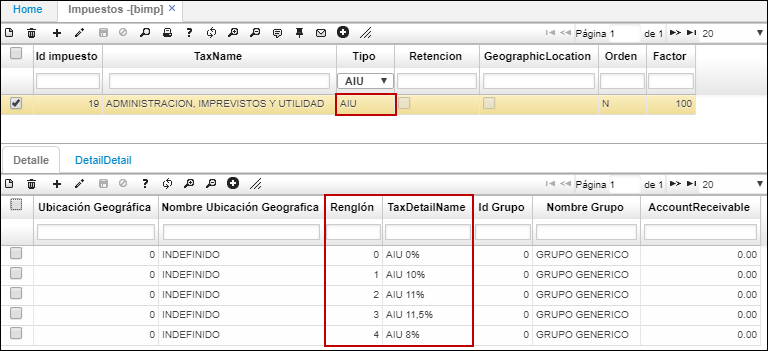 Home Impuestos -[bimp] ×
? Página 1 de 1 20
Id impuesto TaxName Tipo Retencion GeographicLocation Orden Factor
AIU
19 ADMINISTRACION, IMPREVISTOS Y UTILIDAD AIU N 100
Detalle DetailDetail
? Página 1 de 1 20
Ubicación Geográfica Nombre Ubicación Geografica Renglón TaxDetailName Id Grupo Nombre Grupo AccountReceivable
0 INDEFINIDO 0 AIU 0% 0 GRUPO GENERICO 0.00
0 INDEFINIDO 1 AIU 10% 0 GRUPO GENERICO 0.00
0 INDEFINIDO 2 AIU 11% 0 GRUPO GENERICO 0.00
0 INDEFINIDO 3 AIU 11,5% 0 GRUPO GENERICO 0.00
0 INDEFINIDO 4 AIU 8% 0 GRUPO GENERICO 0.00